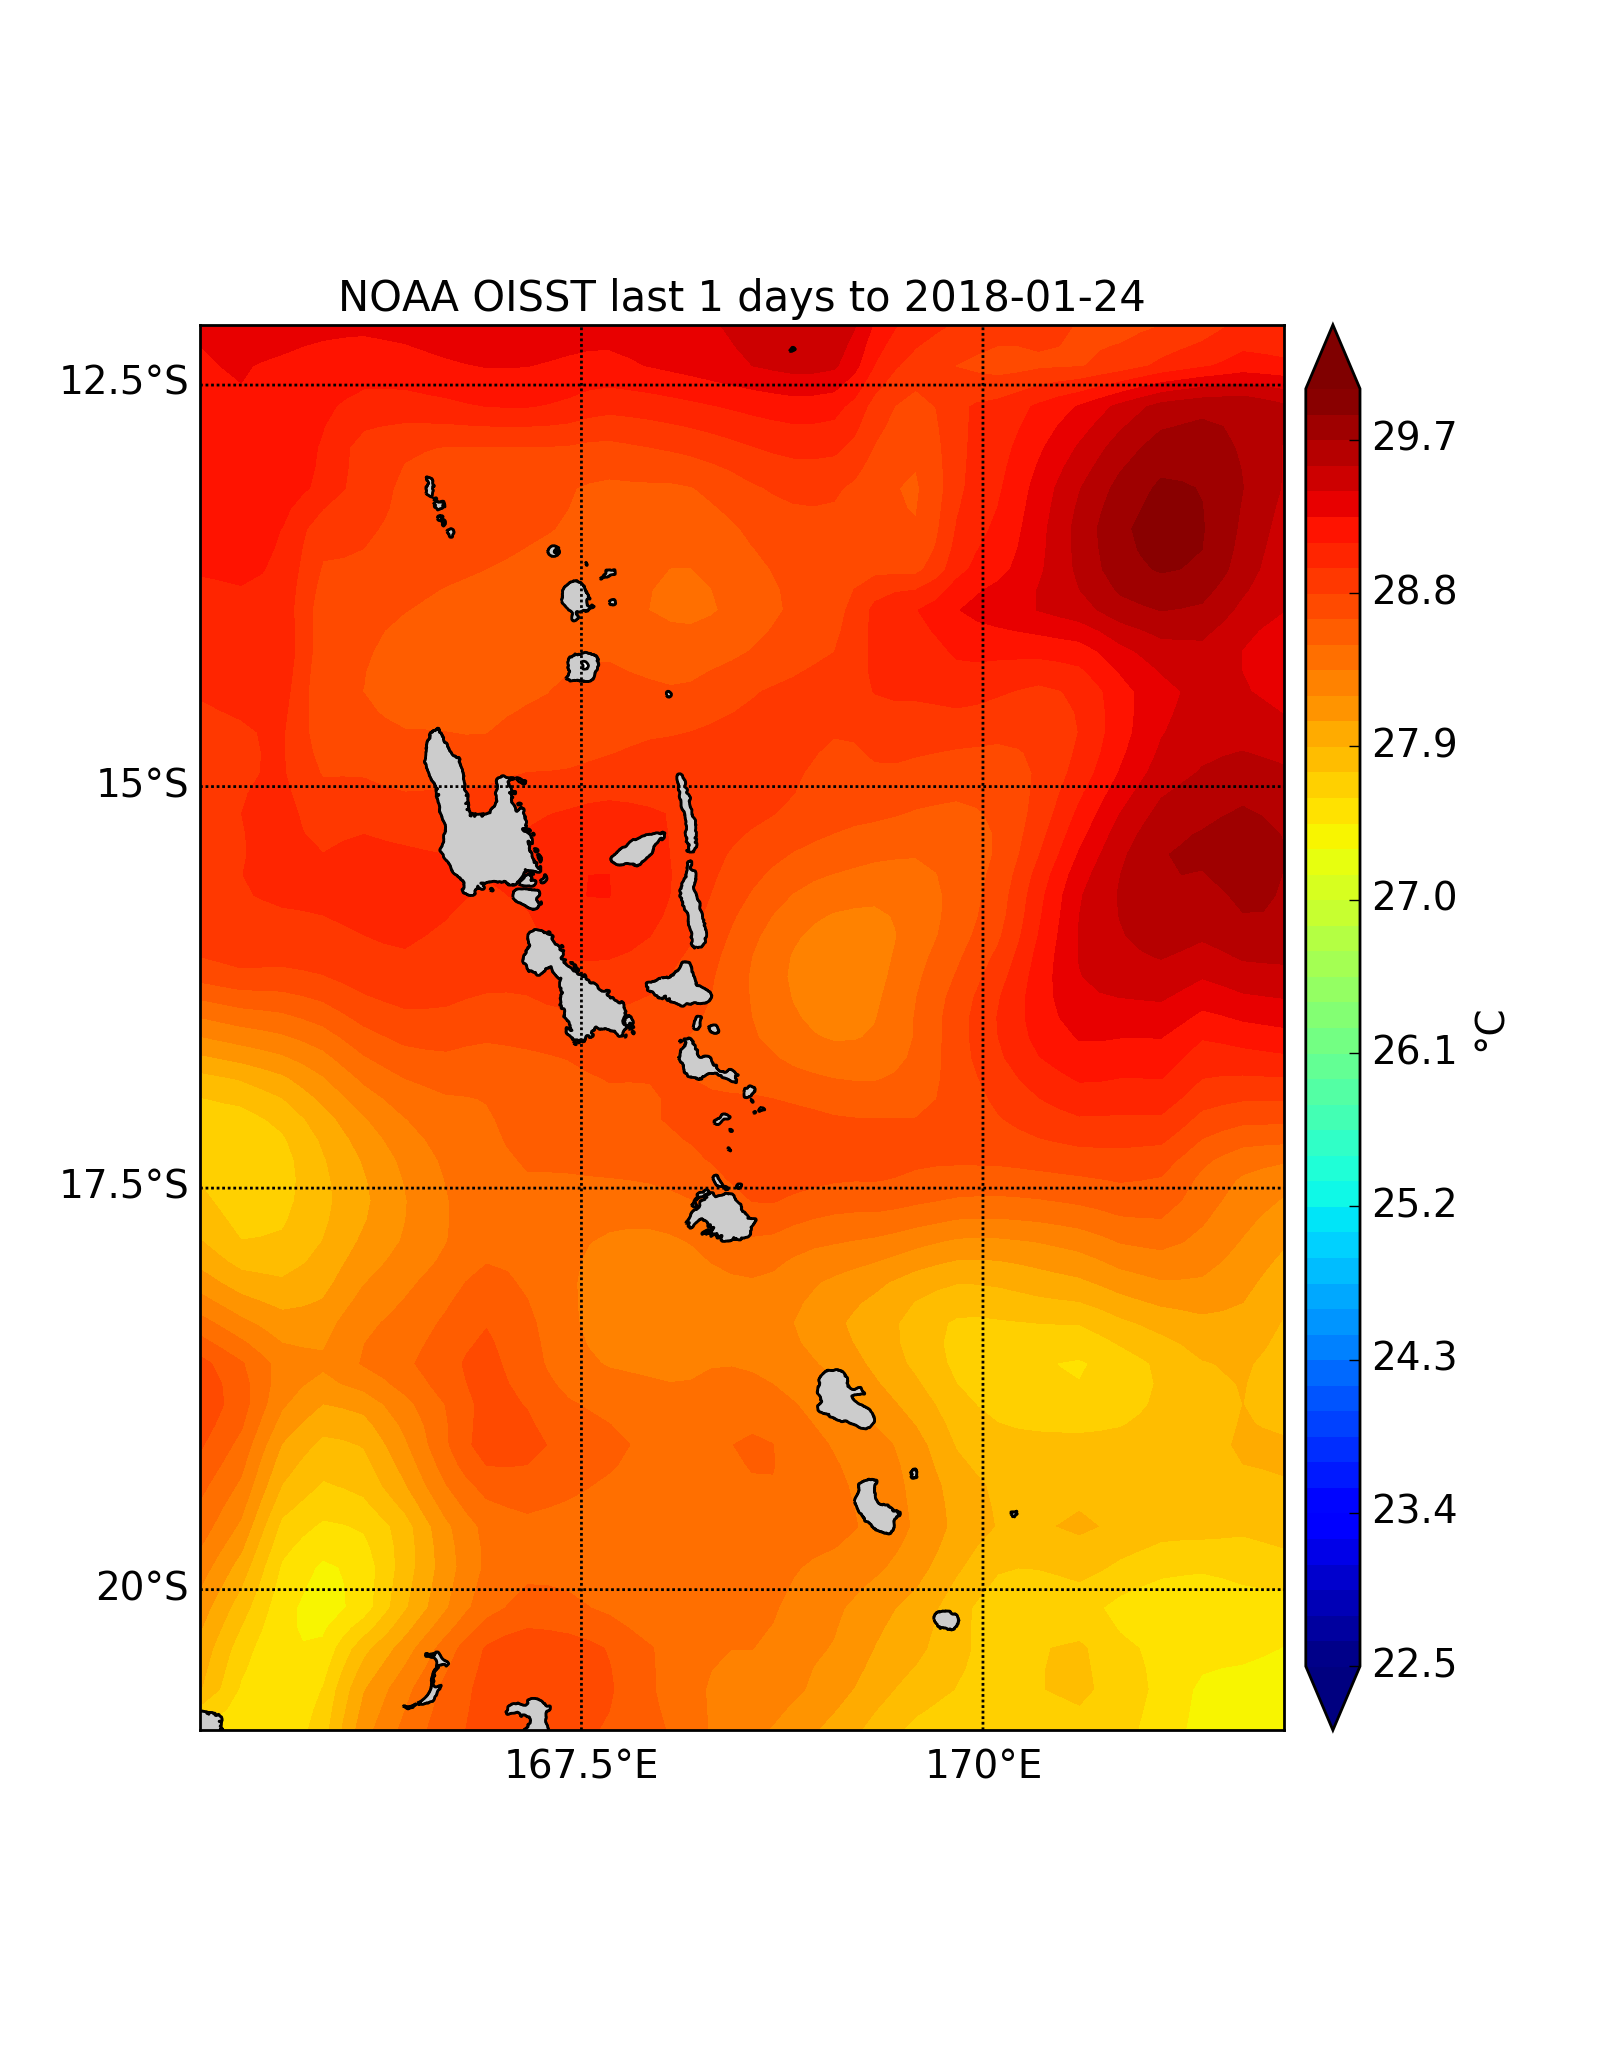 NOAA OISST last 1 days to 2018-01-24
12.5°S
15°S
17.5°S
20°S
167.5°E
170°E
29.7
28.8
27.9
27.0
26.1
25.2
24.3
23.4
22.5
°C